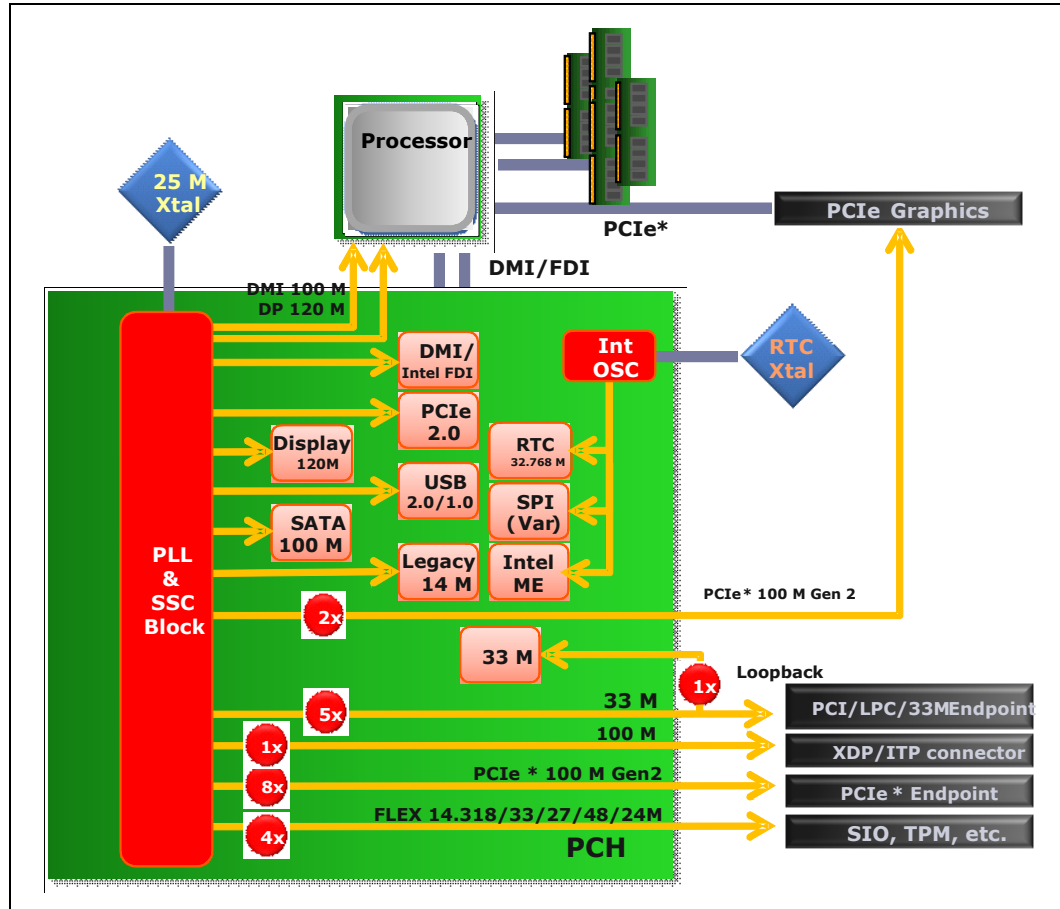 Processor
25 M
Xtal
PCIe Graphics
PCIe*
DMI/FDI
DMI 100 M
DP 120 M
DMI/
Intel FDI
Int
OSC
RTC
Xtal
PCIe
2.0
Display
120M
RTC
32.768 M
USB
2.0/1.0
SPI
(Var)
SATA
100 M
Legacy
14 M
Intel
ME
PLL
&
SSC
Block
2x
PCIe* 100 M Gen 2
33 M
Loopback
1x
5x
33 M
PCI/LPC/33MEndpoint
1x
100 M
XDP/ITP connector
8x
PCIe * 100 M Gen2
PCIe* Endpoint
4x
FLEX 14.318/33/27/48/24M
SIO, TPM, etc.
PCH